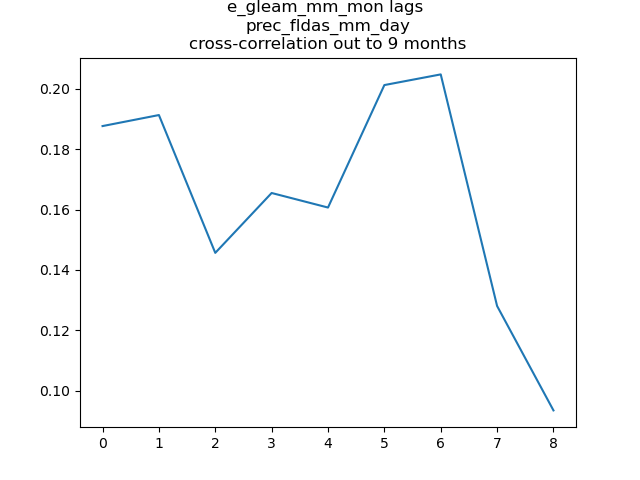 e_gleam_mm_mon lags
prec_fldas_mm_day
cross-correlation out to 9 months
0.20
0.18
0.16
0.14
0.12
0.10
0 1 2 3 4 5 6 7 8